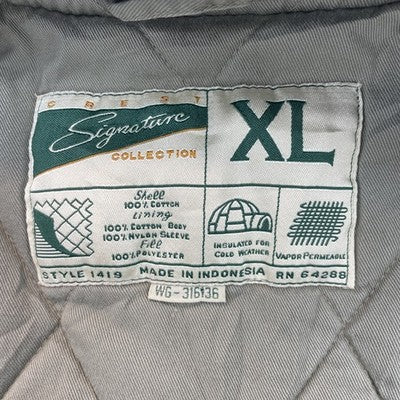 CREST
Signature
COLLECTION
XL
Shell
100% COTTON
Lining
100% COTTON BODY
100% NYLON SLEEVE
Fill
100% POLYESTER
INSULATED FOR
COLD WEATHER
VAPOR PERMEABLE
STYLE 1419 MADE IN INDONESIA RN 64288
WG-316136